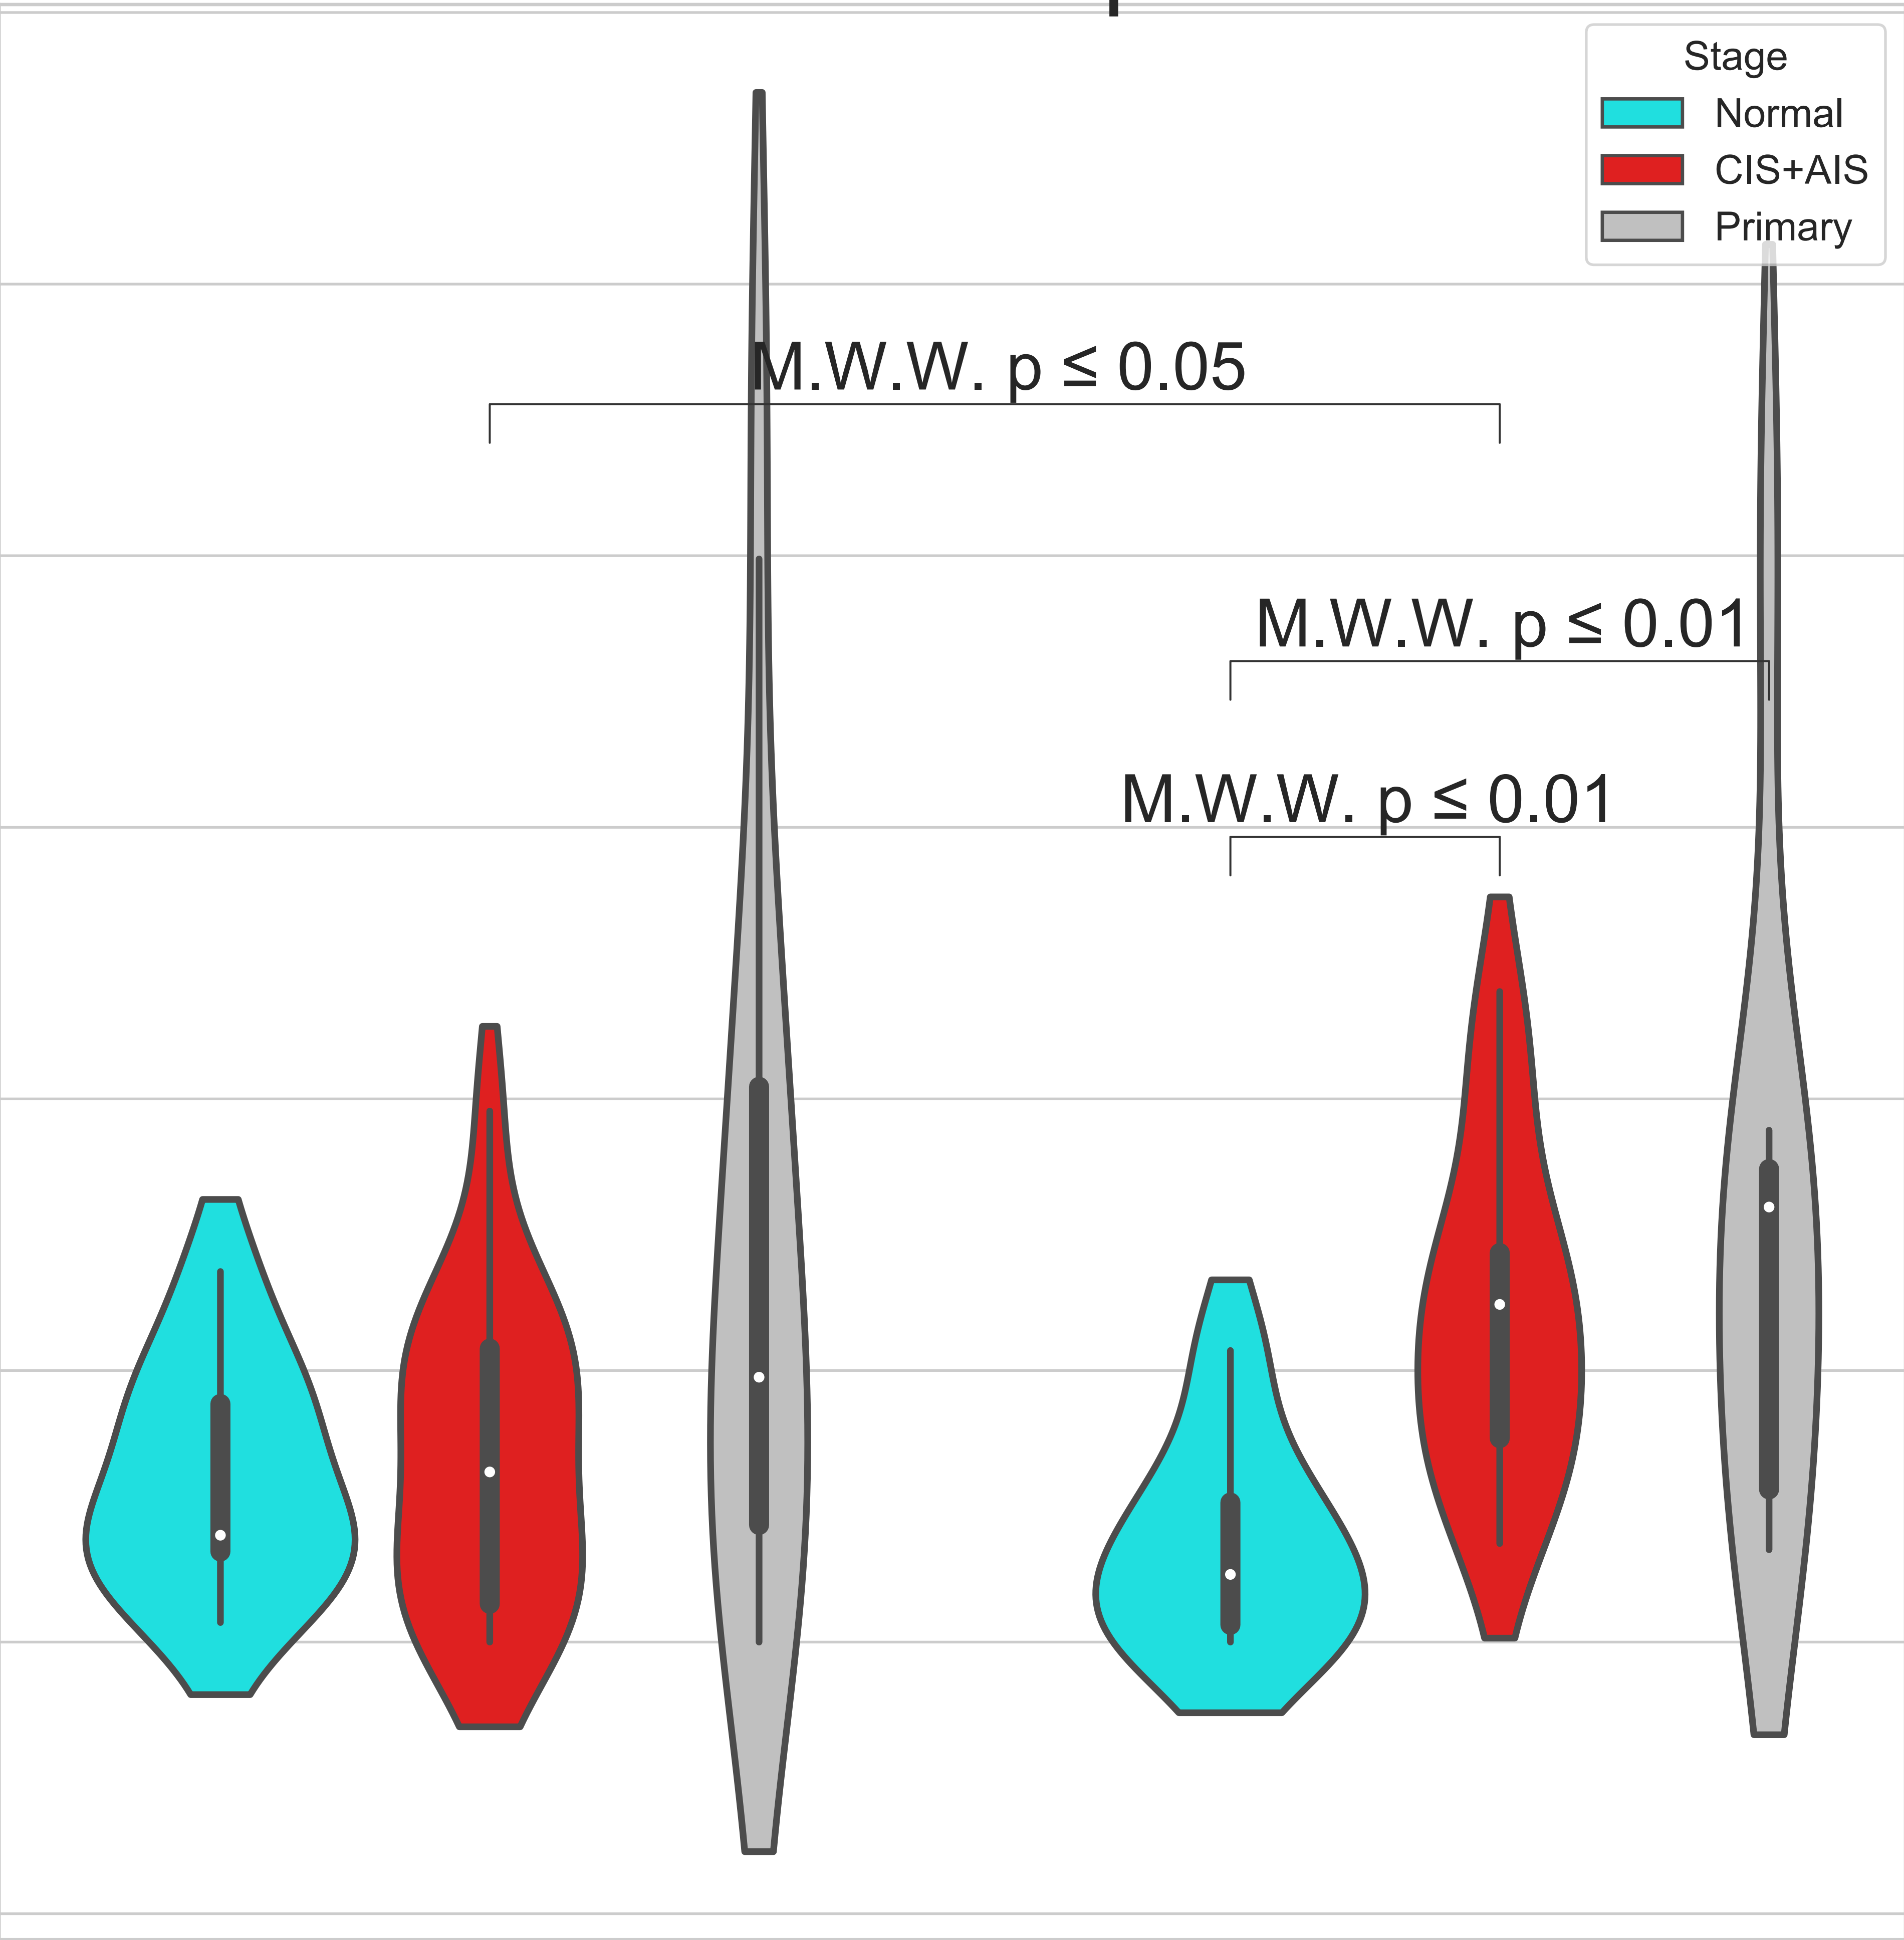 Stage
Normal
CIS+AIS
Primary
M.W.W. p ≤ 0.05
M.W.W. p ≤ 0.01
M.W.W. p ≤ 0.01